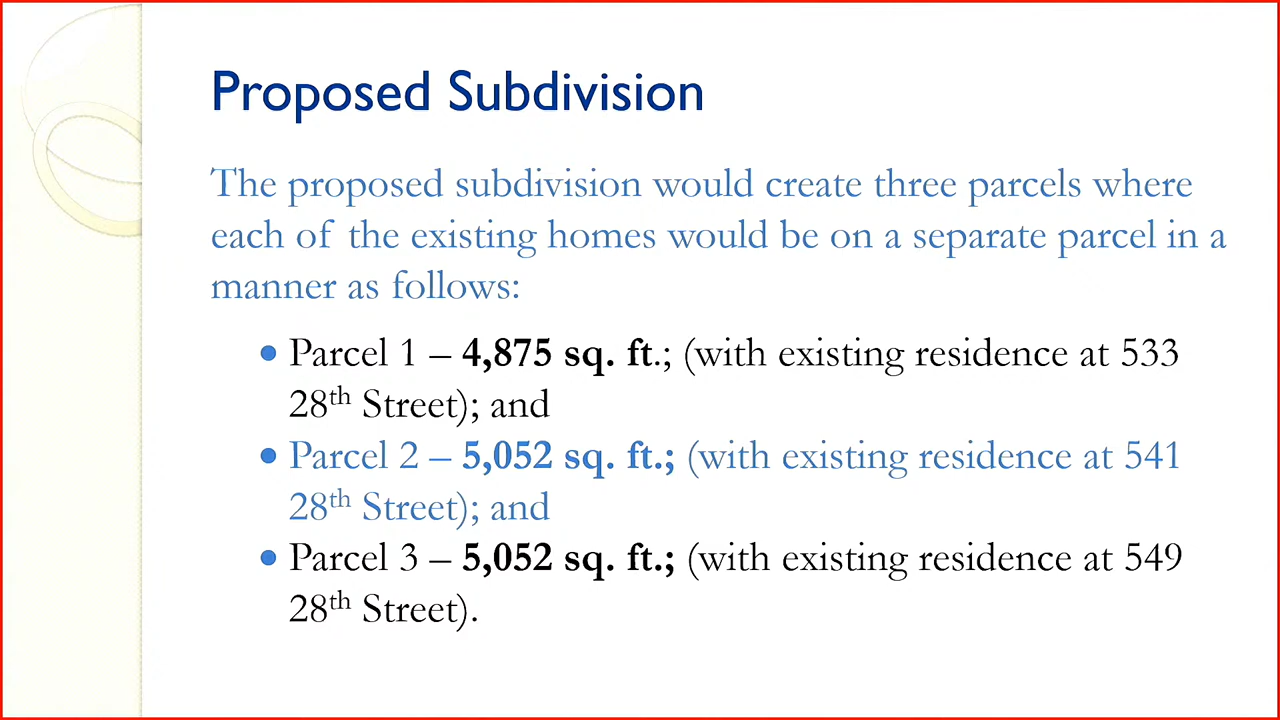 Proposed Subdivision
The proposed subdivision would create three parcels where
each of the existing homes would be on a separate parcel in a
manner as follows:
• Parcel 1 – 4,875 sq. ft.; (with existing residence at 533
28th Street); and
• Parcel 2 – 5,052 sq. ft.; (with existing residence at 541
28th Street); and
• Parcel 3 – 5,052 sq. ft.; (with existing residence at 549
28th Street).